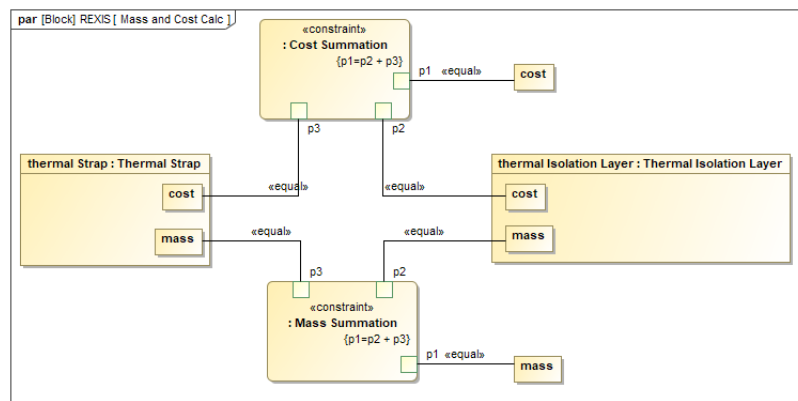 par [Block] REXIS [ Mass and Cost Calc ]
«constraint»
: Cost Summation
{p1=p2 + p3}
p1 «equal»
cost
p3
p2
thermal Strap : Thermal Strap
thermal Isolation Layer : Thermal Isolation Layer
cost
«equal»
«equal»
cost
mass
«equal»
«equal»
mass
p3
p2
«constraint»
: Mass Summation
{p1=p2 + p3}
p1 «equal»
mass